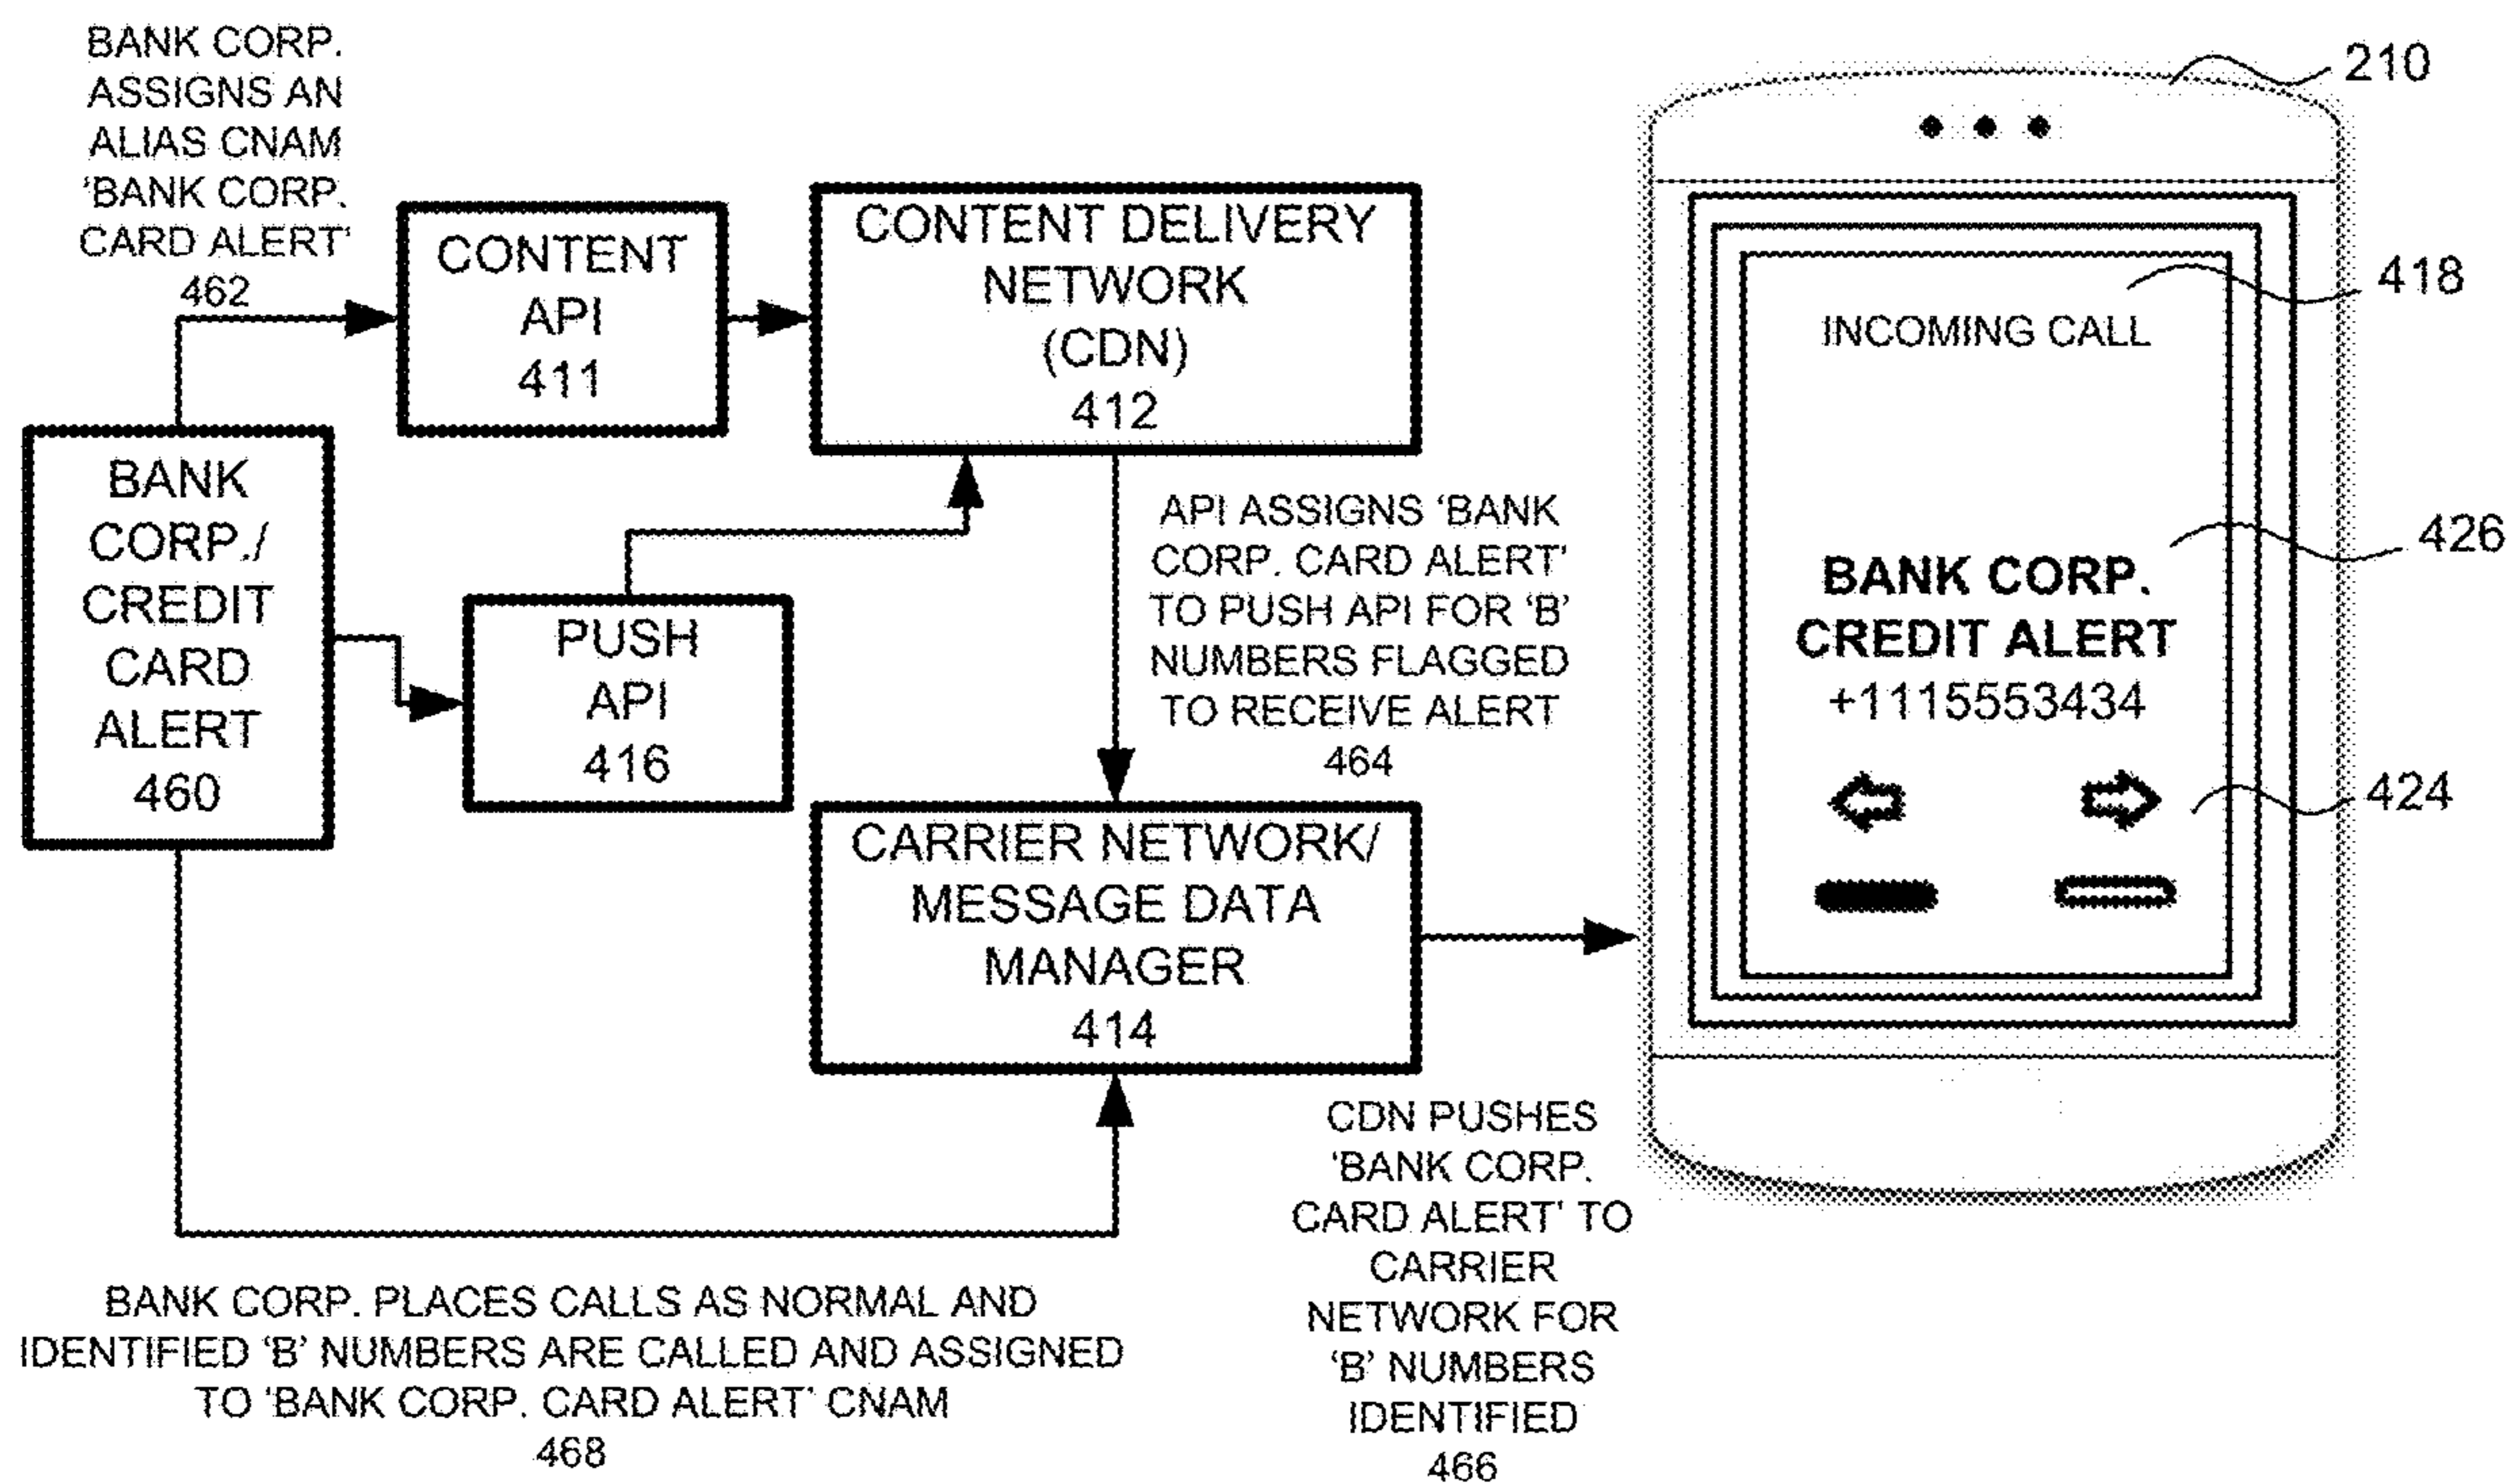 BANK CORP.
ASSIGNS AN
ALIAS CNAM
‘BANK CORP.
CARD ALERT’
462
CONTENT
API
411
CONTENT DELIVERY
NETWORK
(CDN)
412
BANK
CORP./
CREDIT
CARD
ALERT
460
PUSH
API
416
API ASSIGNS ‘BANK
CORP. CARD ALERT’
TO PUSH API FOR ‘B’
NUMBERS FLAGGED
TO RECEIVE ALERT
464
CARRIER NETWORK/
MESSAGE DATA
MANAGER
414
210
418
INCOMING CALL
426
BANK CORP.
CREDIT ALERT
+1115553434
424
CDN PUSHES
‘BANK CORP.
CARD ALERT’ TO
CARRIER
NETWORK FOR
‘B’ NUMBERS
IDENTIFIED
466
BANK CORP. PLACES CALLS AS NORMAL AND
IDENTIFIED ‘B’ NUMBERS ARE CALLED AND ASSIGNED
TO ‘BANK CORP. CARD ALERT’ CNAM
468